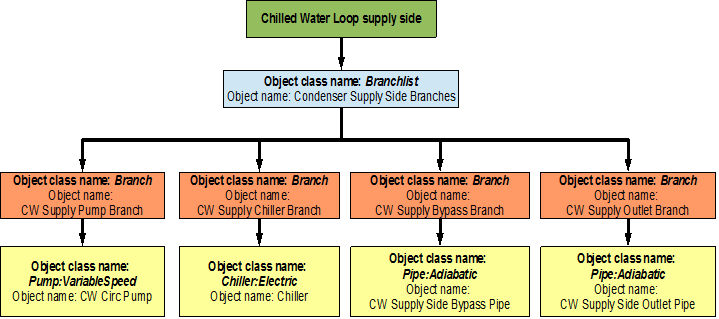 Chilled Water Loop supply side
Object class name: Branchlist
Object name: Condenser Supply Side Branches
Object class name: Branch
Object name:
CW Supply Pump Branch
Object class name: Branch
Object name:
CW Supply Chiller Branch
Object class name: Branch
Object name:
CW Supply Bypass Branch
Object class name: Branch
Object name:
CW Supply Outlet Branch
Object class name:
Pump:VariableSpeed
Object name: CW Circ Pump
Object class name:
Chiller:Electric
Object name: Chiller
Object class name:
Pipe:Adiabatic
Object name:
CW Supply Side Bypass Pipe
Object class name:
Pipe:Adiabatic
Object name:
CW Supply Side Outlet Pipe